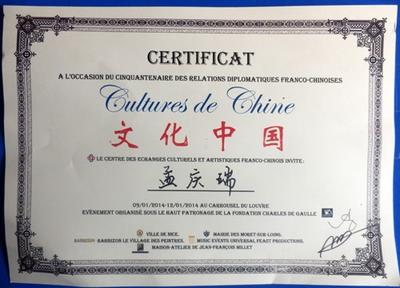 CERTIFICAT
A L'OCCASION DU CINQUANTENAIRE DES RELATIONS DIPLOMATIQUES FRANCO-CHINOISES
Cultures de Chine
文化中国
LE CENTRE DES ECHANGES CULTURELS ET ARTISTIQUES FRANCO-CHINOIS INVITE:
孟庆瑞
09/01/2014-12/01/2014 AU CARROUSEL DU LOUVRE
EVÈNEMENT ORGANISÉ SOUS LE HAUT PATRONAGE DE LA FONDATION CHARLES DE GAULLE
VILLE DE NICE. MAIRIE DE MORET-SUR-LOING.
BARBIZON LE VILLAGE DES PEINTRES. MUSIC EVENTS UNIVERSAL FEAST PRODUCTIONS.
MAISON-ATELIER DE JEAN-FRANÇOIS MILLET